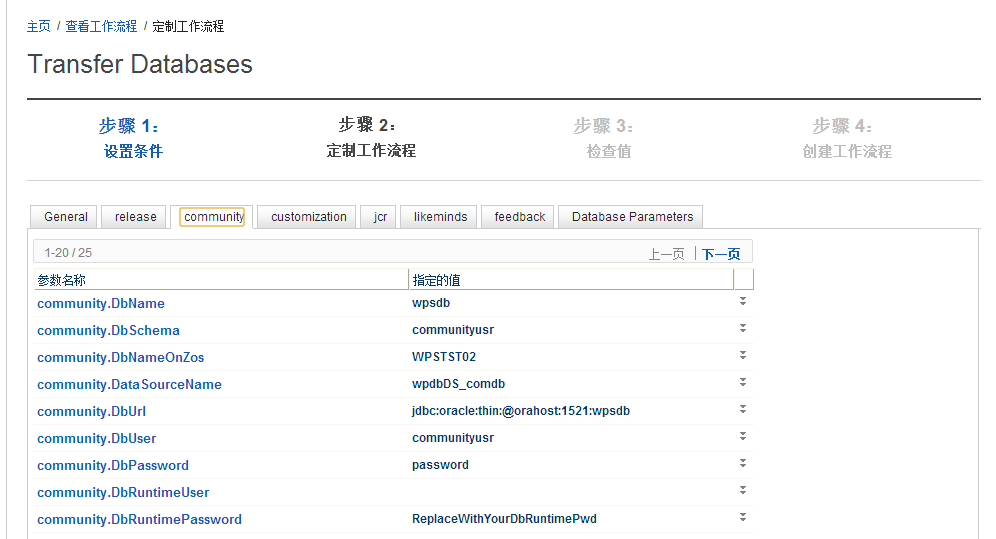 主页 / 查看工作流程 / 定制工作流程
Transfer Databases
步骤 1： 步骤 2： 步骤 3： 步骤 4：
设置条件 定制工作流程 检查值 创建工作流程
General release community customization jcr likeminds feedback Database Parameters
1-20 / 25 上一页 | 下一页
参数名称 指定的值
community.DbName wpsdb
community.DbSchema communityusr
community.DbNameOnZos WPSTST02
community.DataSourceName wpdbDS_comdb
community.DbUrl jdbc:oracle:thin:@orahost:1521:wpsdb
community.DbUser communityusr
community.DbPassword password
community.DbRuntimeUser
community.DbRuntimePassword ReplaceWithYourDbRuntimePwd